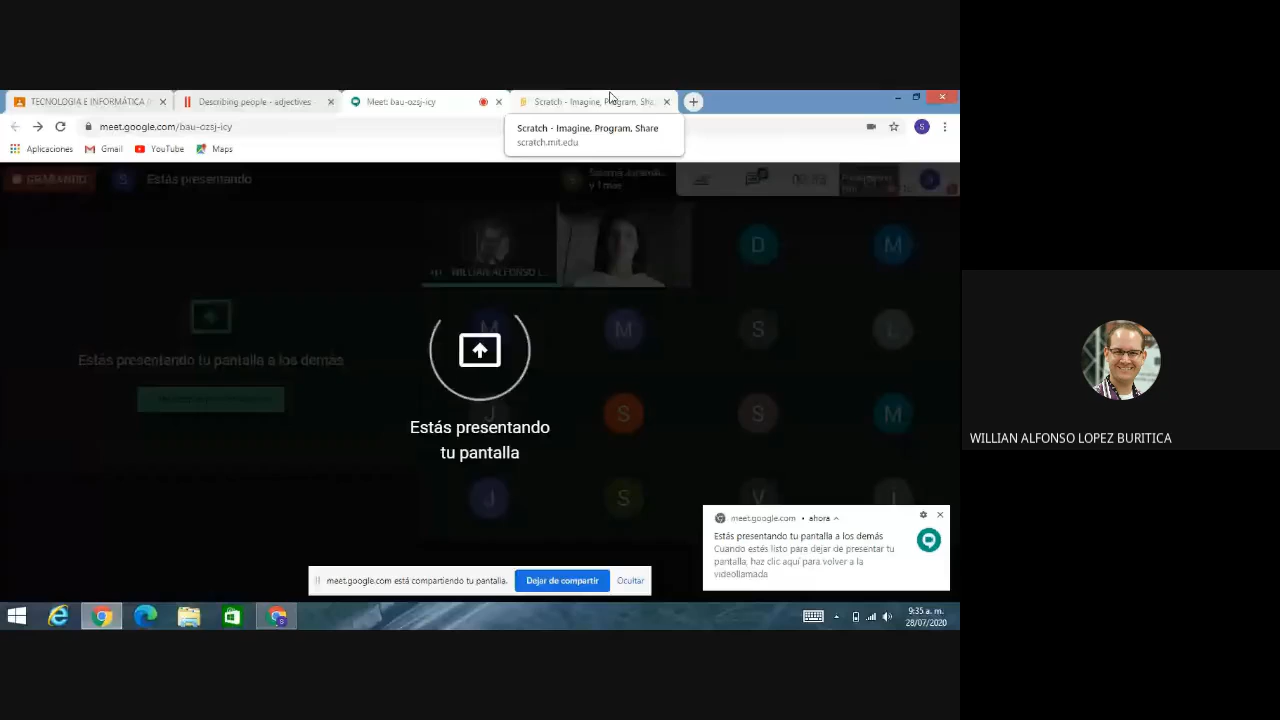 TECNOLOGIA E INFORMÁTICA (
Describing people - adjectives
Meet: bau-ozsj-icy
Scratch - Imagine, Program, Sha
meet.google.com/bau-ozsj-icy
Scratch - Imagine, Program, Share
scratch.mit.edu
S
Aplicaciones
Gmail
YouTube
Maps
GRABANDO
S
Estás presentando
y 1 más
S
WILLIAN ALFONSO L...
D
M
M
M
S
L
Estás presentando tu pantalla a los demás
J
S
S
M
Estás presentando
tu pantalla
J
S
V
meet.google.com • ahora
Estás presentando tu pantalla a los demás
Cuando estés listo para dejar de presentar tu
pantalla, haz clic aquí para volver a la
videollamada
meet.google.com está compartiendo tu pantalla.
Dejar de compartir
Ocultar
9:35 a. m.
28/07/2020
WILLIAN ALFONSO LOPEZ BURITICA